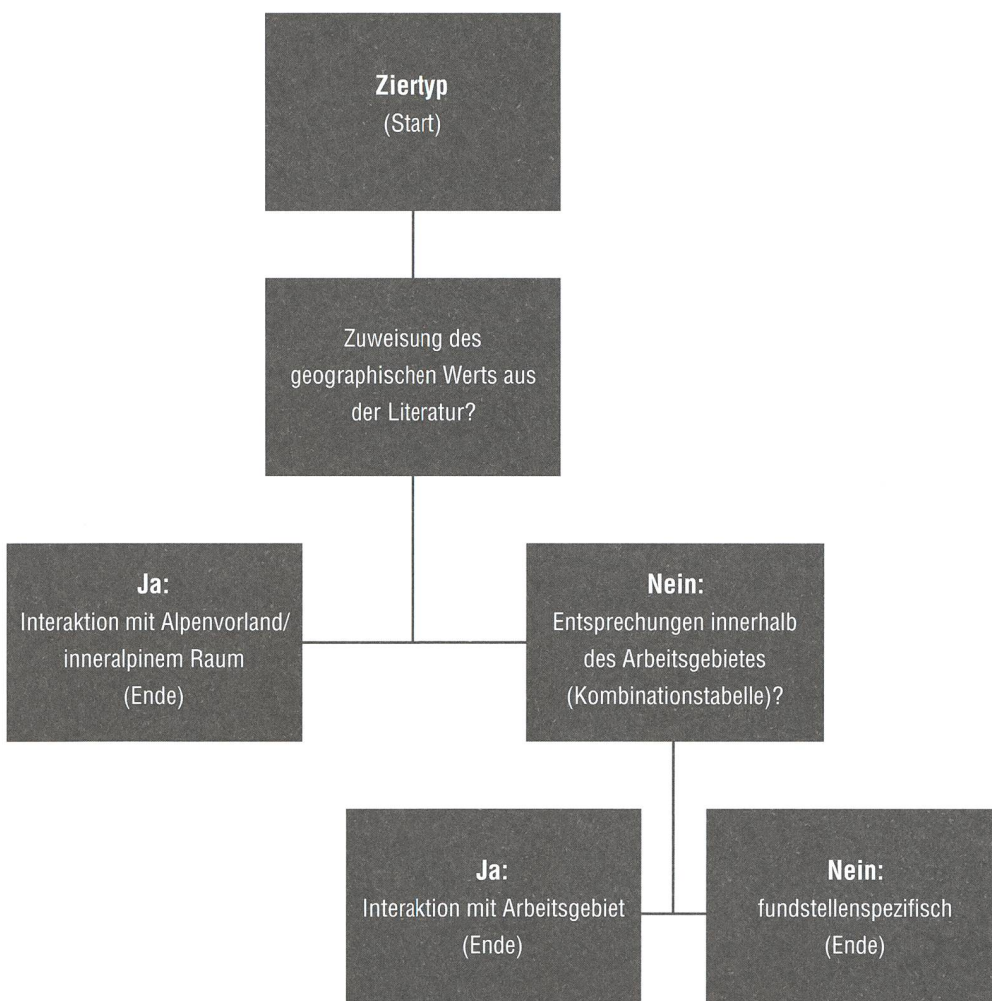 Ziertyp
(Start)
Zuweisung des
geographischen Werts aus
der Literatur?
Ja:
Interaktion mit Alpenvorland/
inneralpinem Raum
(Ende)
Nein:
Entsprechungen innerhalb
des Arbeitsgebietes
(Kombinationstabelle)?
Ja:
Interaktion mit Arbeitsgebiet
(Ende)
Nein:
fundstellenspezifisch
(Ende)